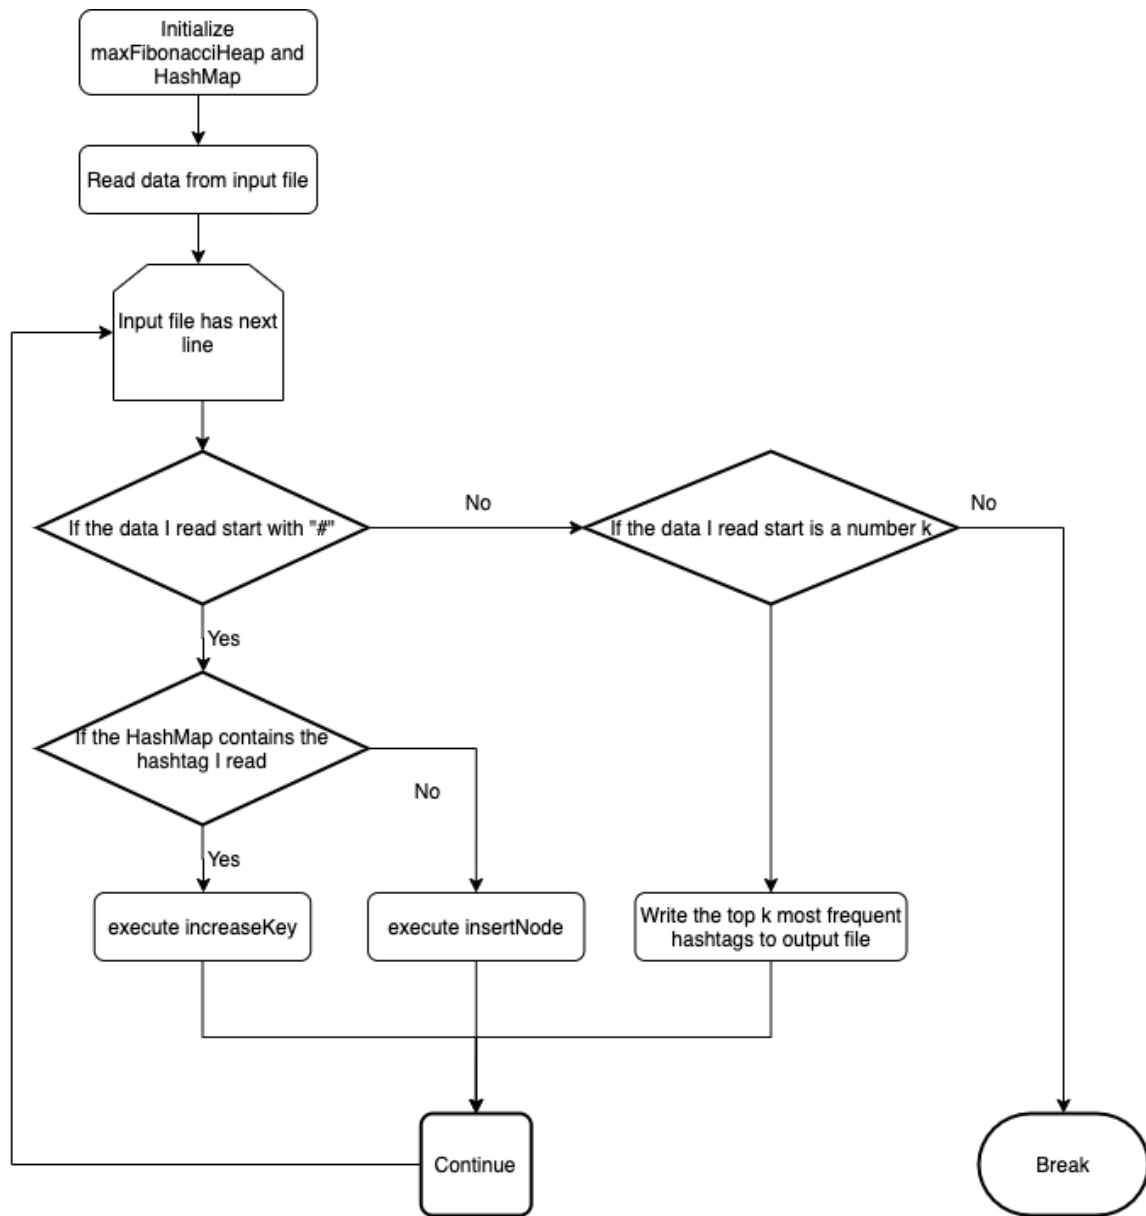 Initialize
maxFibonacciHeap and
HashMap
Read data from input file
Input file has next
line
If the data I read start with "#"
No
If the data I read start is a number k
No
Yes
If the HashMap contains the
hashtag I read
No
Yes
execute increaseKey
execute insertNode
Write the top k most frequent
hashtags to output file
Continue
Break